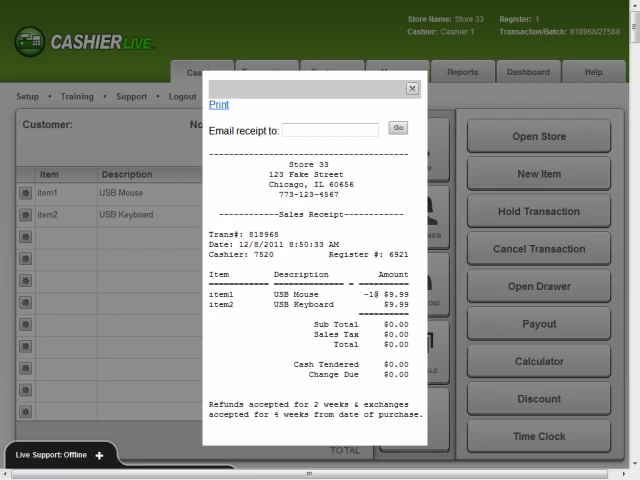 Store Name: Store 33 Register: 1
Cashier: Cashier 1 Transaction/Batch: 818968/27588
CASHIER LIVE
Reports Dashboard Help
Setup • Training • Support • Logout
Print
Email receipt to: Go
Customer:
Item Description
item1 USB Mouse
item2 USB Keyboard
----------------------------------------
Store 33
123 Fake Street
Chicago, IL 60656
773-123-4567
------------Sales Receipt------------
Trans#: 818968
Date: 12/8/2011 8:50:33 AM
Cashier: 7520 Register #: 6921
Item Description Amount
item1 USB Mouse -1@ $9.99
item2 USB Keyboard $9.99
Sub Total $0.00
Sales Tax $0.00
Total $0.00
Cash Tendered $0.00
Change Due $0.00
Refunds accepted for 2 weeks & exchanges
accepted for 4 weeks from date of purchase.
Open Store
New Item
Hold Transaction
Cancel Transaction
Open Drawer
Payout
Calculator
Discount
Time Clock
TOTAL
Live Support: Offline +